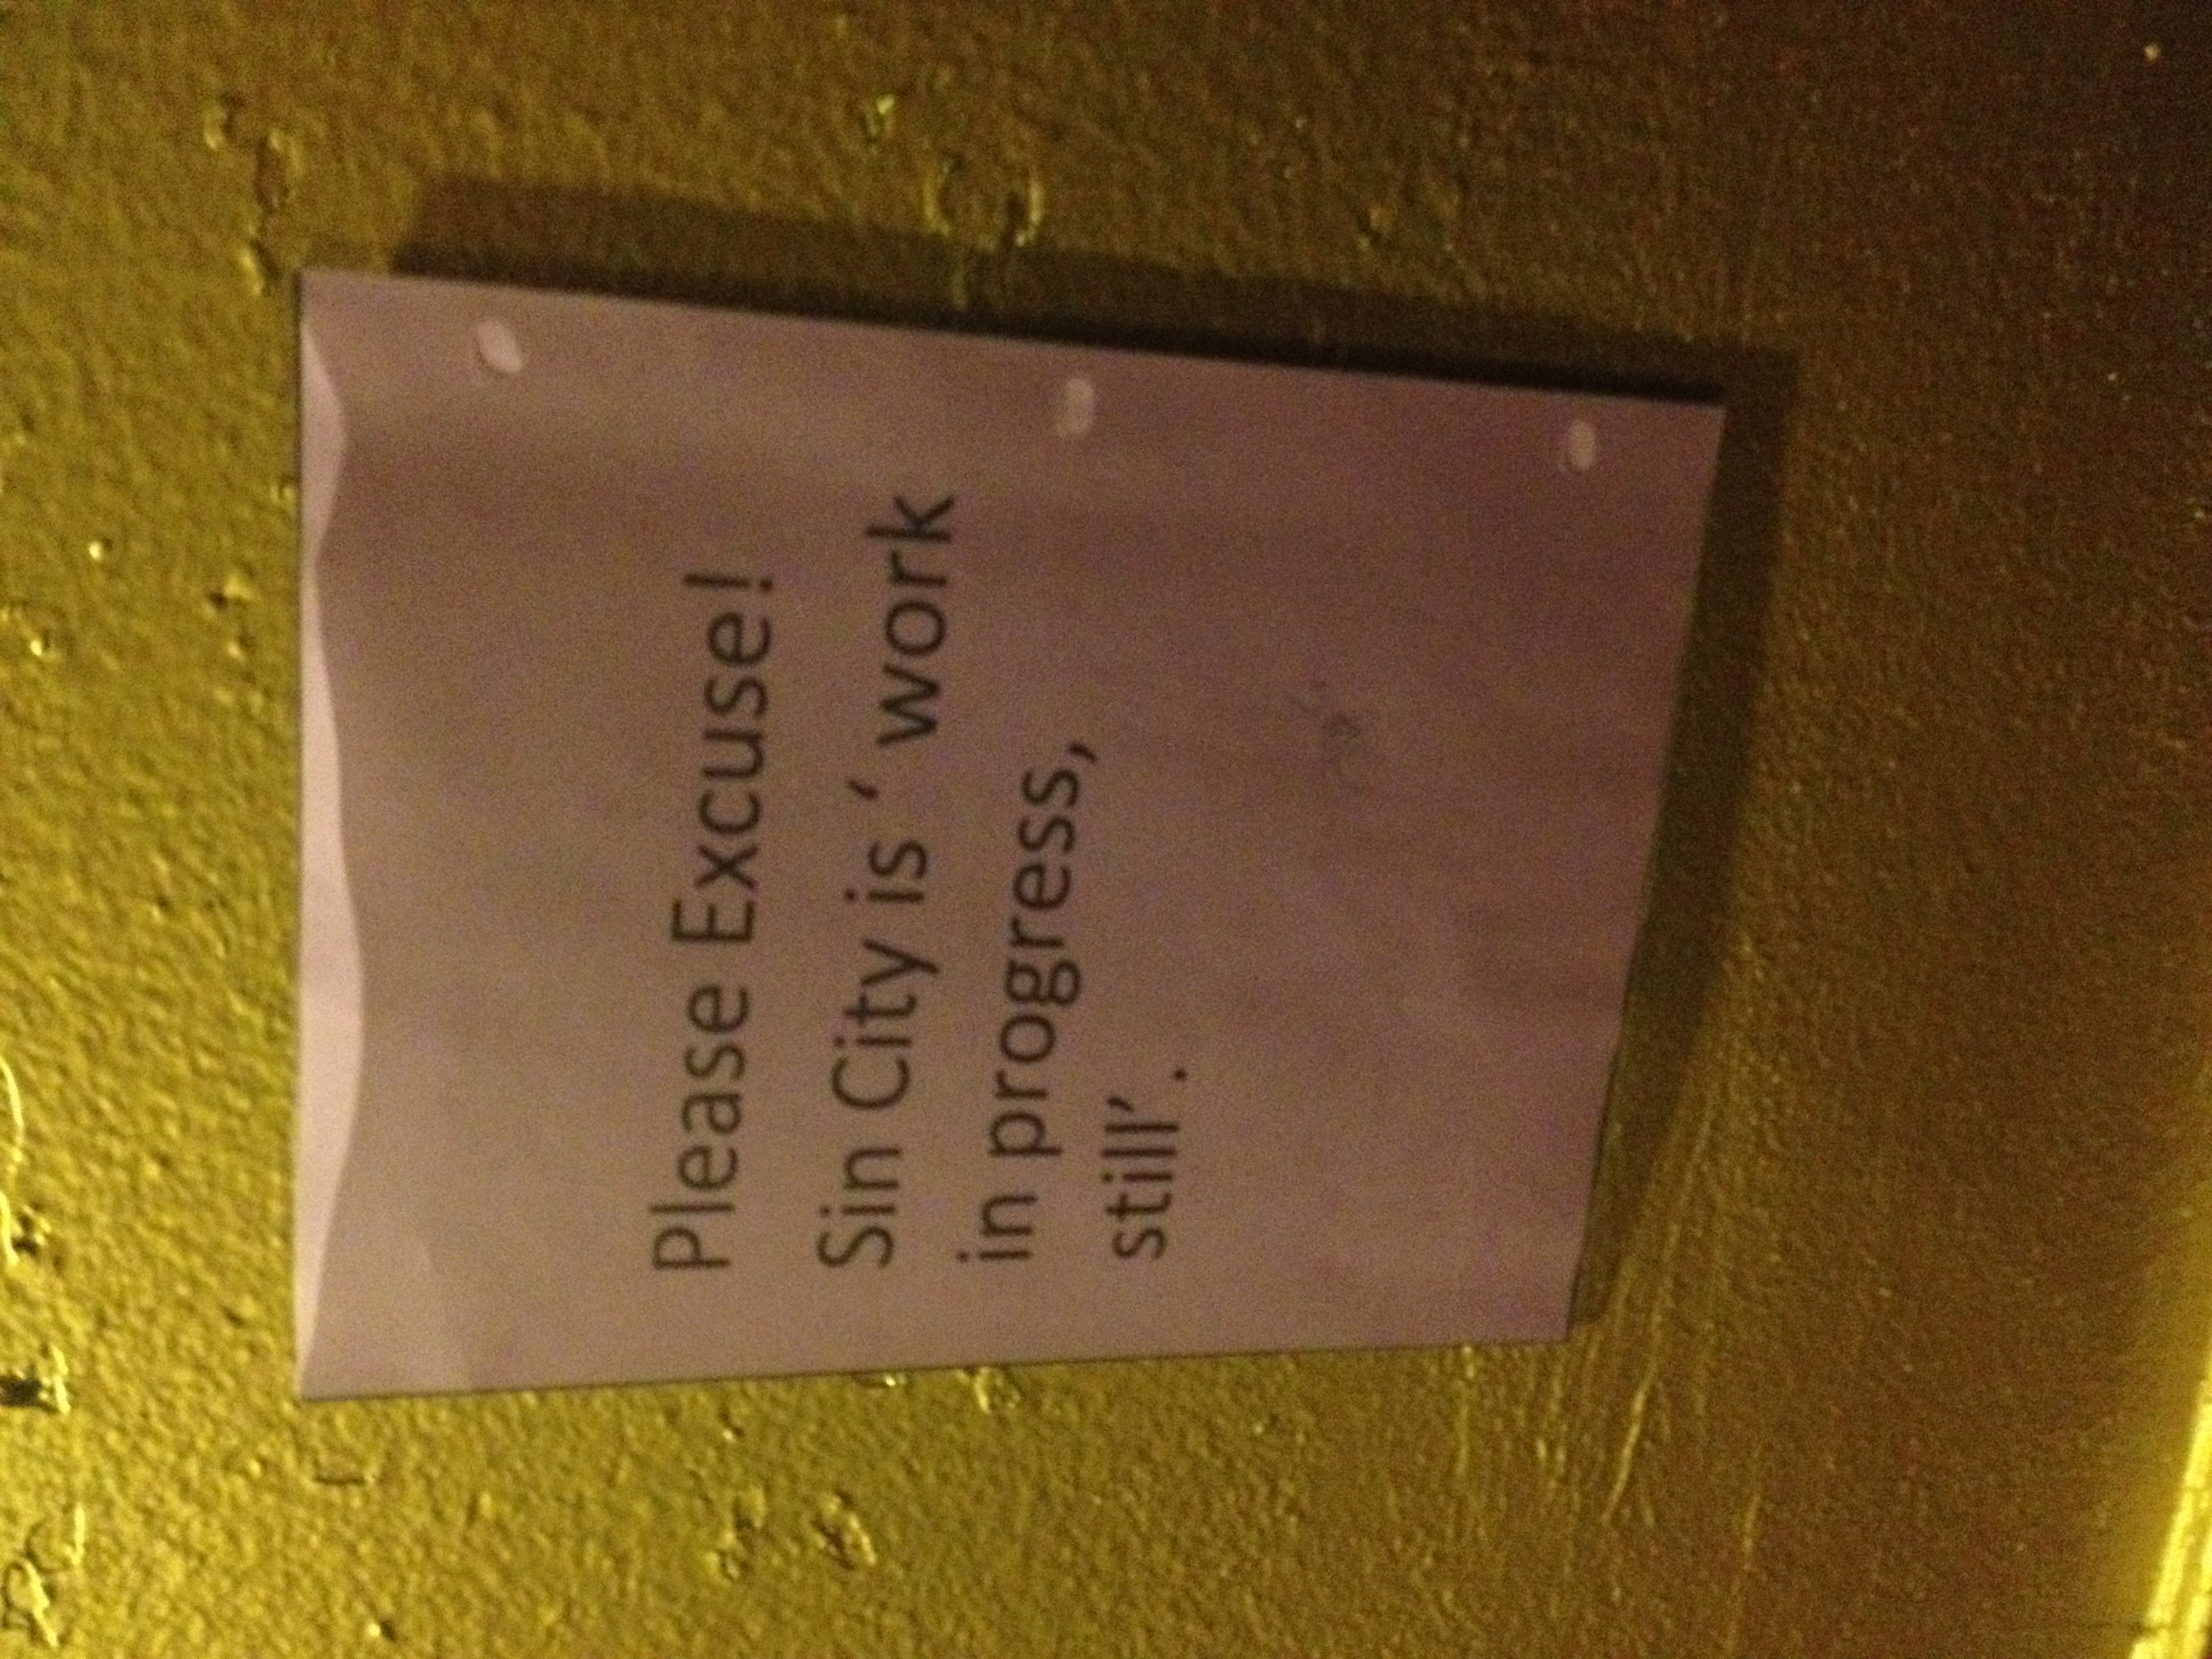 Please Excuse!
Sin City is ‘ work
in progress,
still’.